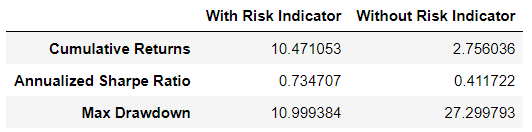 With Risk Indicator Without Risk Indicator
Cumulative Returns 10.471053 2.756036
Annualized Sharpe Ratio 0.734707 0.411722
Max Drawdown 10.999384 27.299793